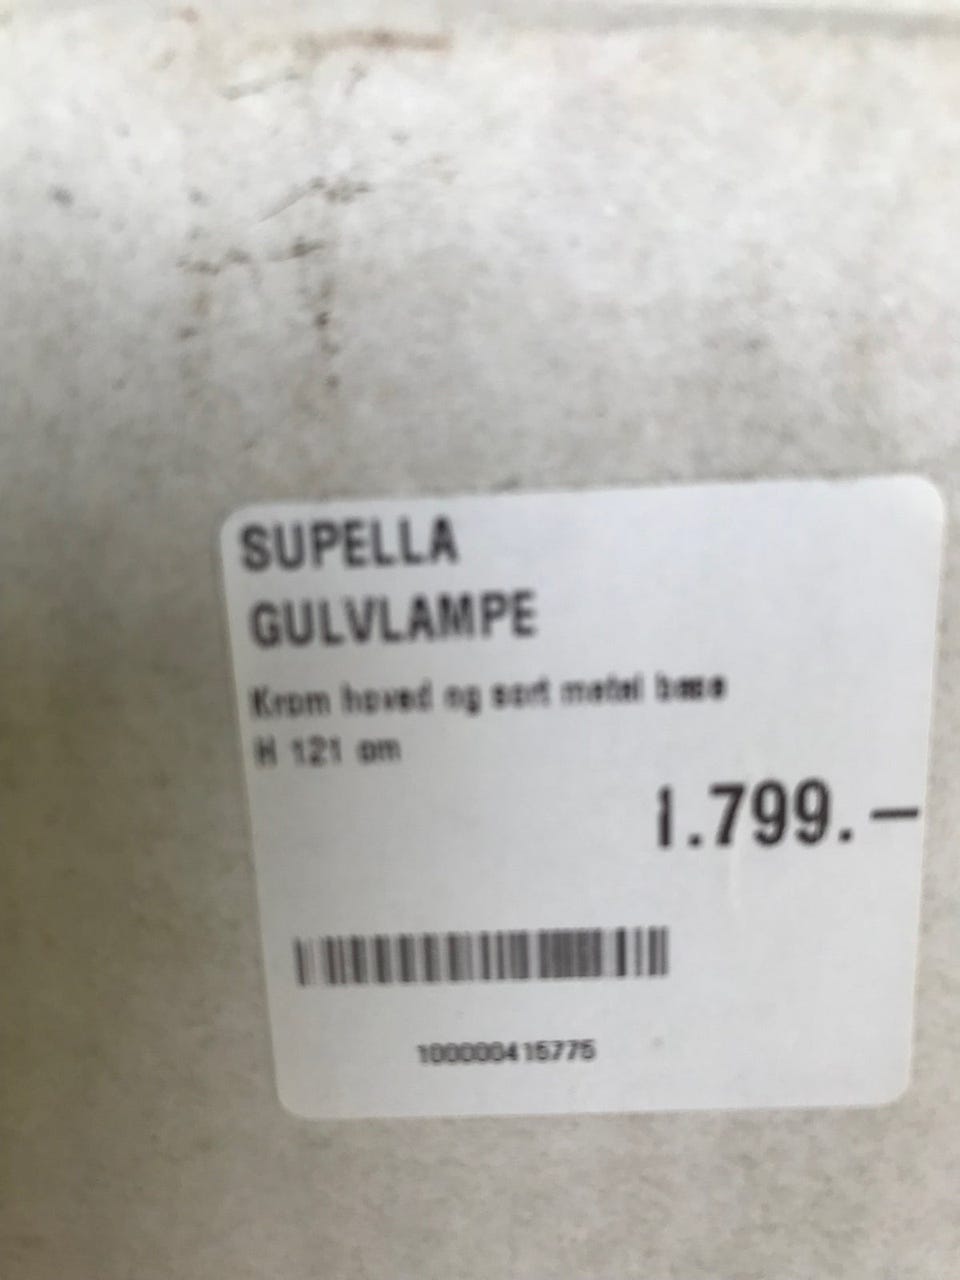 SUPELLA
GULVLAMPE
Krom hoved og sort metal base
H 121 cm
1.799.–
100000415775